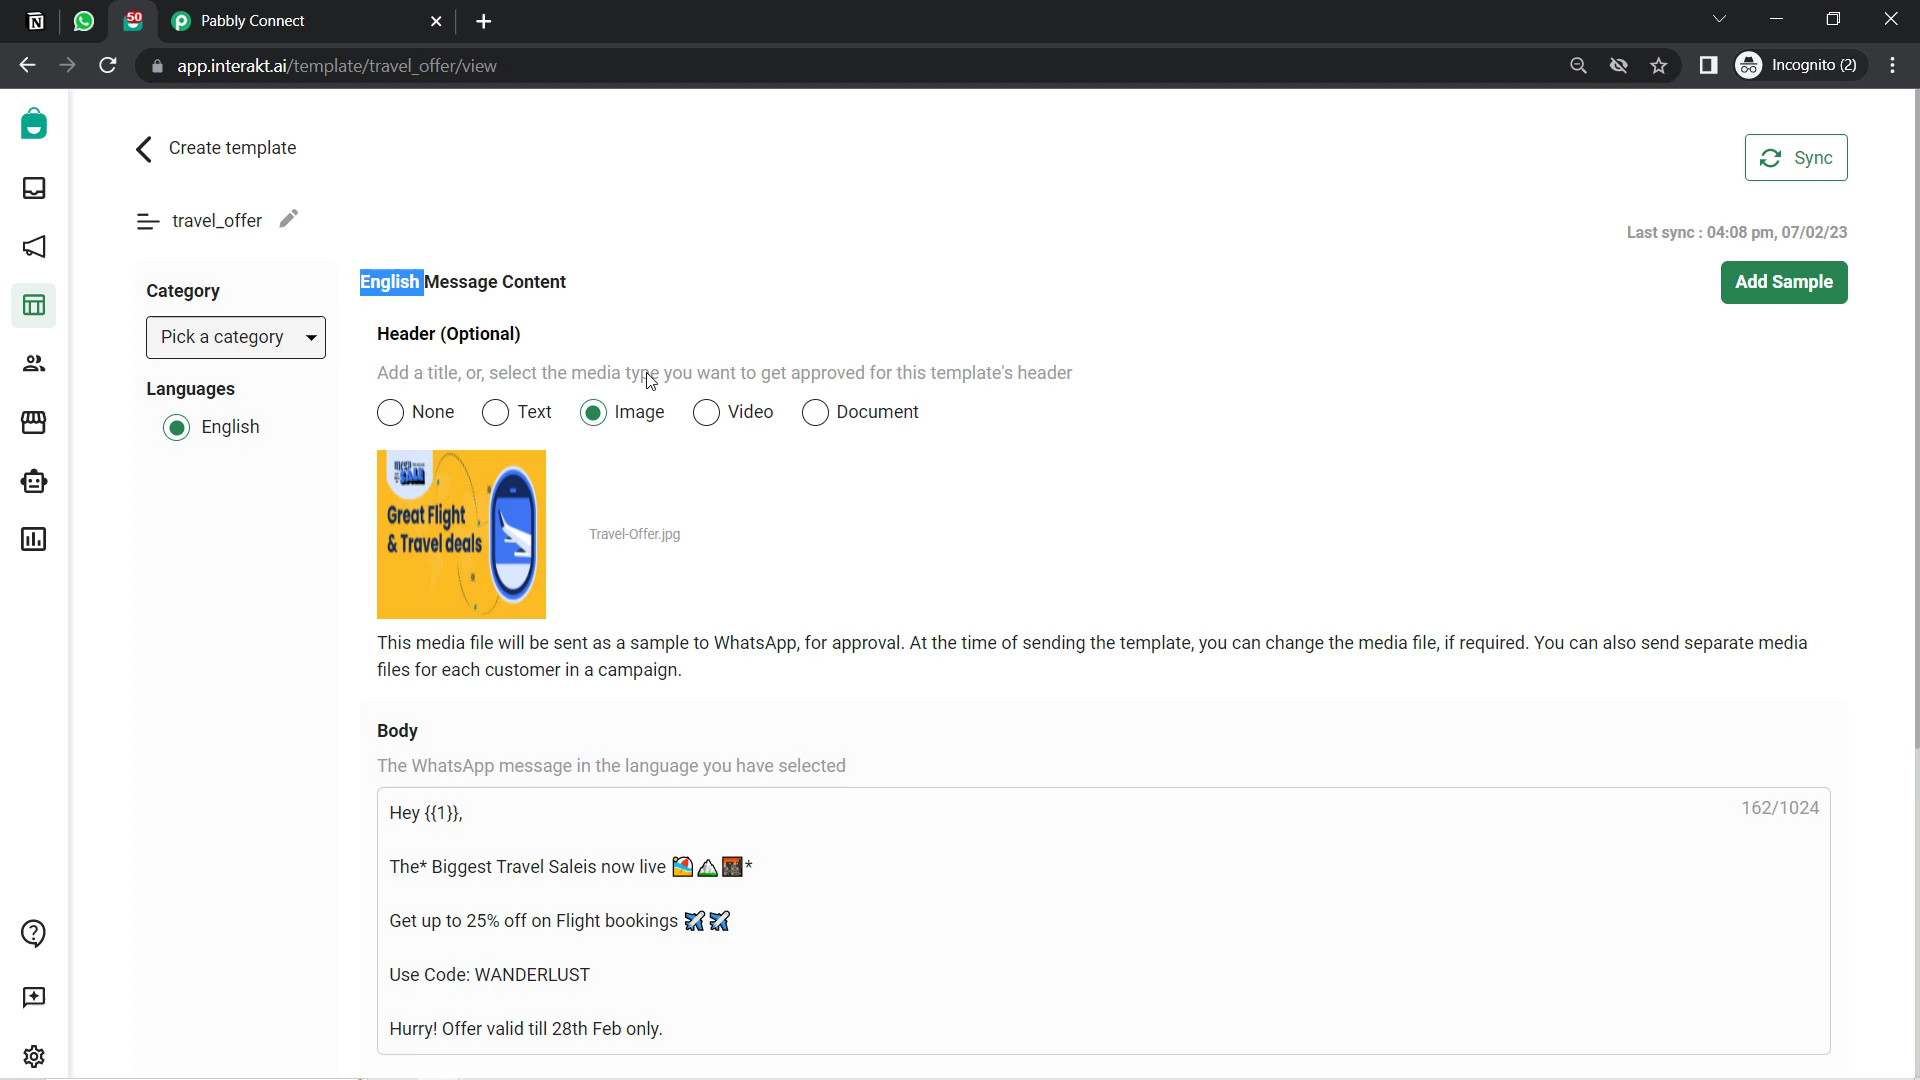 50
Pabbly Connect
app.interakt.ai/template/travel_offer/view
Incognito (2)
Create template
Sync
travel_offer
Last sync : 04:08 pm, 07/02/23
Category
English Message Content
Add Sample
Pick a category
Header (Optional)
Languages
Add a title, or, select the media type you want to get approved for this template's header
English
None
Text
Image
Video
Document
mega
SALE
Great Flight
& Travel deals
Travel-Offer.jpg
This media file will be sent as a sample to WhatsApp, for approval. At the time of sending the template, you can change the media file, if required. You can also send separate media
files for each customer in a campaign.
Body
The WhatsApp message in the language you have selected
Hey {{1}},
162/1024
The* Biggest Travel Saleis now live 🏖⛰🌇*
Get up to 25% off on Flight bookings ✈✈
Use Code: WANDERLUST
Hurry! Offer valid till 28th Feb only.